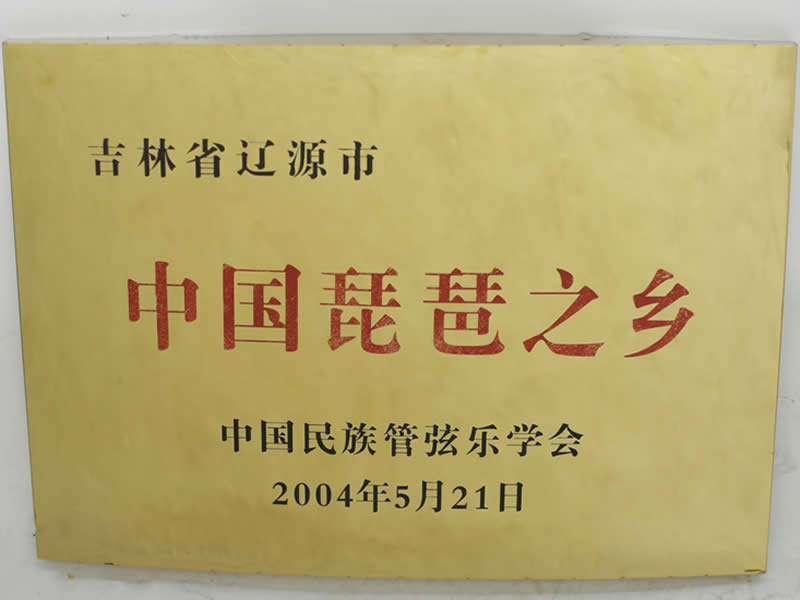 吉林省辽源市
中国琵琶之乡
中国民族管弦乐学会
2004年5月21日